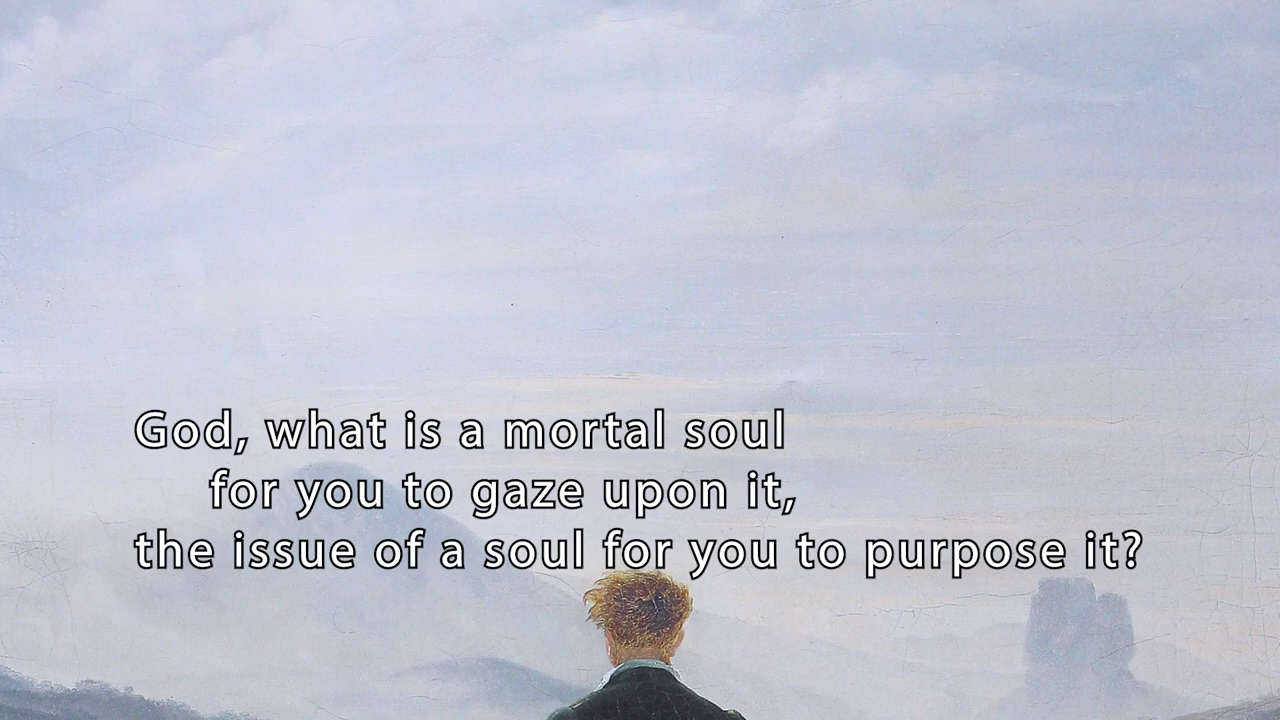 God, what is a mortal soul
for you to gaze upon it,
the issue of a soul for you to purpose it?